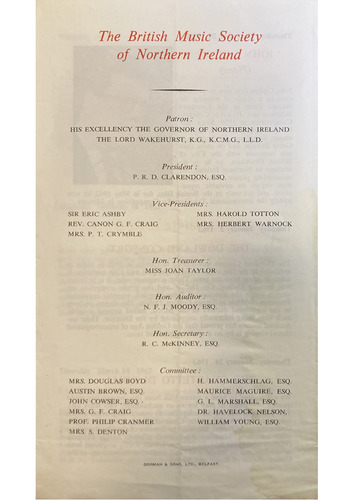 The British Music Society
of Northern Ireland
Patron :
HIS EXCELLENCY THE GOVERNOR OF NORTHERN IRELAND
THE LORD WAKEHURST, K.G., K.C.M.G., L.L.D.
President :
P. R. D. CLARENDON, ESQ.
Vice-Presidents :
SIR ERIC ASHBY
REV. CANON G. F. CRAIG
MRS. P. T. CRYMBLE
MRS. HAROLD TOTTON
MRS. HERBERT WARNOCK
Hon. Treasurer :
MISS JOAN TAYLOR
Hon. Auditor :
N. F. J. MOODY, ESQ.
Hon. Secretary :
R. C. McKINNEY, ESQ.
Committee :
MRS. DOUGLAS BOYD
AUSTIN BROWN, ESQ.
JOHN COWSER, ESQ.
MRS. G. F. CRAIG
PROF. PHILIP CRANMER
MRS. S. DENTON
H. HAMMERSCHLAG, ESQ.
MAURICE MAGUIRE, ESQ.
G. L. MARSHALL, ESQ.
DR. HAVELOCK NELSON,
WILLIAM YOUNG, ESQ.
DORMAN & SONS, LTD., BELFAST.